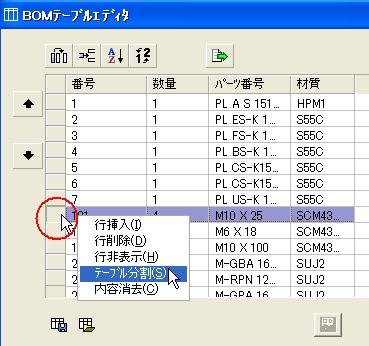 BOMﾃｰﾌﾞﾙｴﾃﾞｨﾀ
番号 数量 ﾊﾟｰﾂ番号 材質
1 1 PL A S 151... HPM1
2 1 PL ES-K 1... S55C
3 1 PL FS-K 1... S55C
4 1 PL BS-K 1... S55C
5 1 PL CS-K15... S55C
6 1 PL CS-K1... S55C
7 1 PL US-K 1... S55C
101 4 M10 X 25 SCM43...
M6 X 18 SCM43...
M10 X 100 SCM43...
M-GBA 16... SUJ2
M-RPN 12... SUJ2
M-GPA 16... SUJ2
行挿入(I)
行削除(D)
行非表示(H)
ﾃｰﾌﾞﾙ分割(S)
内容消去(C)